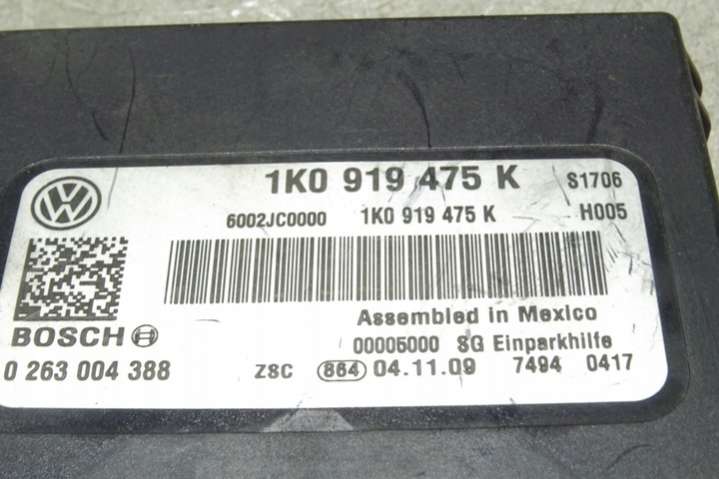 1K0 919 475 K S1706
6002JC0000 1K0 919 475 K H005
Assembled in Mexico
BOSCH 00005000 SG Einparkhilfe
0 263 004 388 ZSC 864 04.11.09 7494 0417